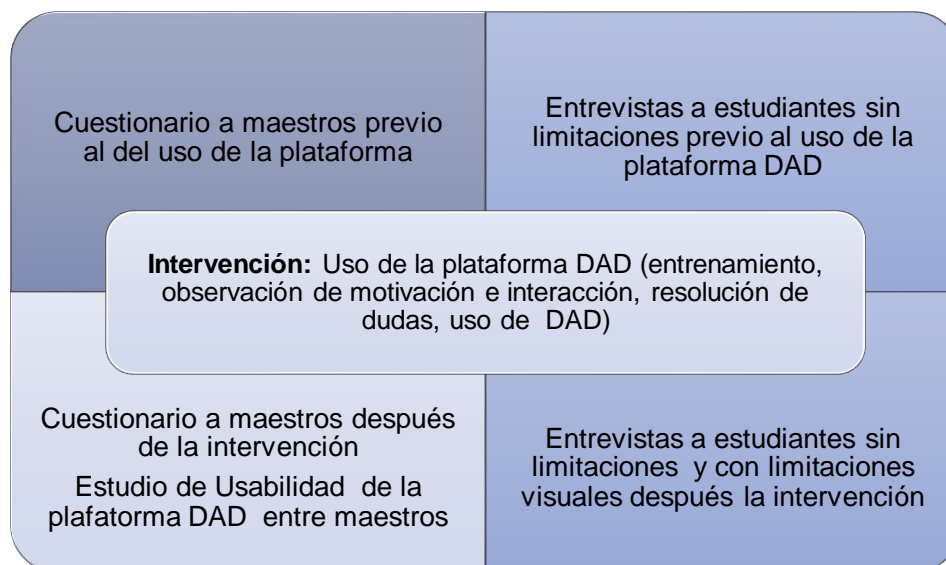 Cuestionario a maestros previo
al del uso de la plataforma
Entrevistas a estudiantes sin
limitaciones previo al uso de la
plataforma DAD
Intervención: Uso de la plataforma DAD (entrenamiento,
observación de motivación e interacción, resolución de
dudas, uso de DAD)
Cuestionario a maestros después
de la intervención
Estudio de Usabilidad de la
plafatorma DAD entre maestros
Entrevistas a estudiantes sin
limitaciones y con limitaciones
visuales después la intervención